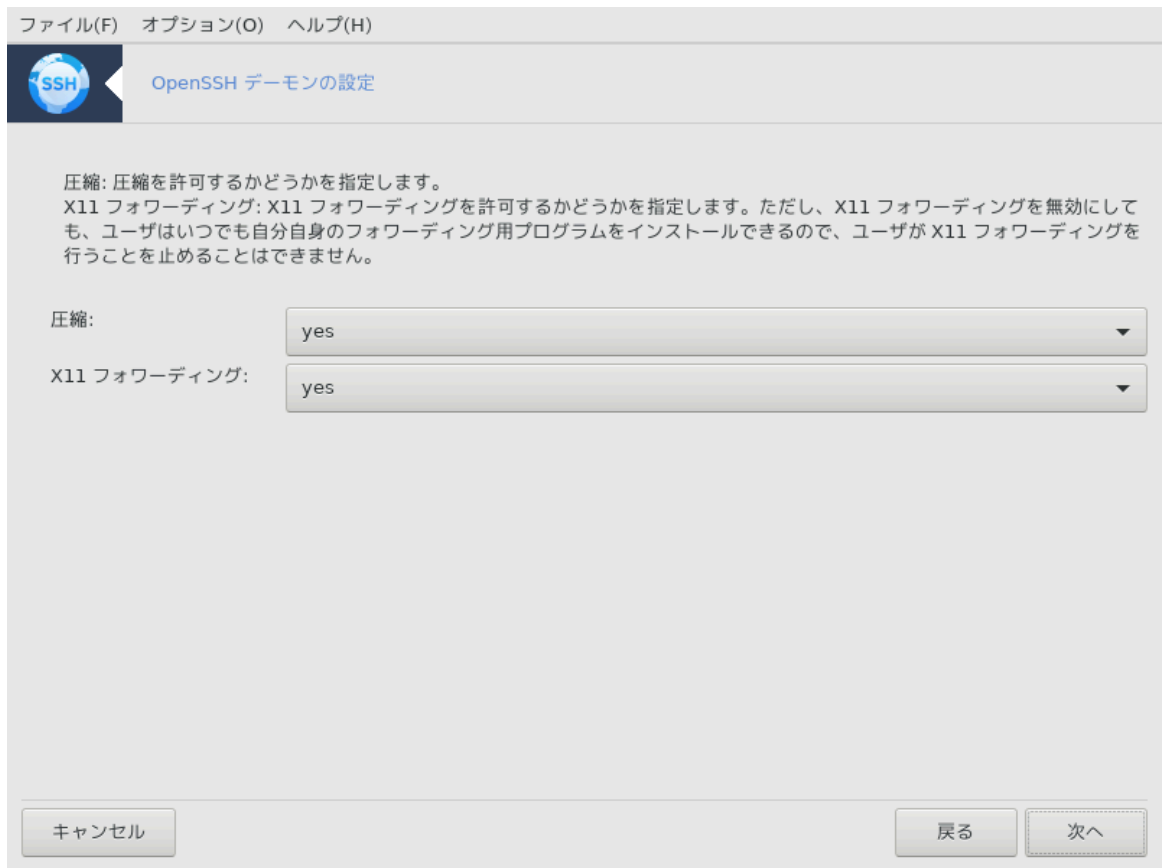 ファイル(F) オプション(O) ヘルプ(H)
SSH
OpenSSH デーモンの設定
圧縮: 圧縮を許可するかどうかを指定します。
X11 フォワーディング: X11 フォワーディングを許可するかどうかを指定します。ただし、X11 フォワーディングを無効にして
も、ユーザはいつでも自分自身のフォワーディング用プログラムをインストールできるので、ユーザが X11 フォワーディングを
行うことを止めることはできません。
圧縮:
yes
X11 フォワーディング:
yes
キャンセル
戻る
次へ